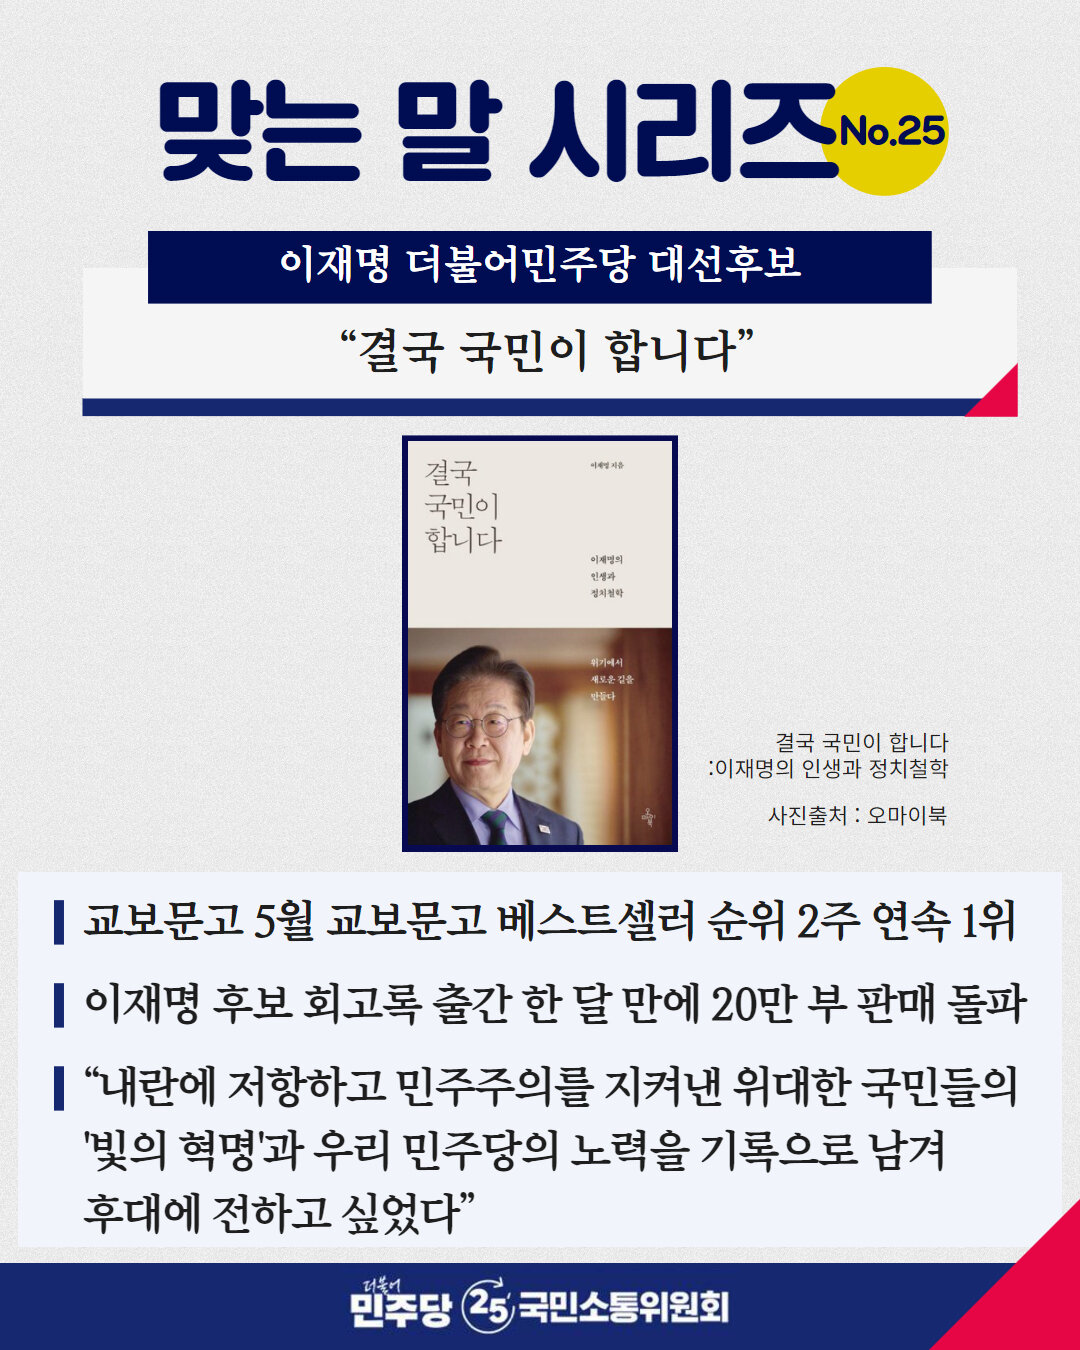 맞는 말 시리즈 No.25
이재명 더불어민주당 대선후보
“결국 국민이 합니다”
결국
국민이
합니다
이재명 지음
이재명의
인생과
정치철학
위기에서
새로운 길을
만들다
결국 국민이 합니다
:이재명의 인생과 정치철학
사진출처 : 오마이북
교보문고 5월 교보문고 베스트셀러 순위 2주 연속 1위
이재명 후보 회고록 출간 한 달 만에 20만 부 판매 돌파
“내란에 저항하고 민주주의를 지켜낸 위대한 국민들의
'빛의 혁명'과 우리 민주당의 노력을 기록으로 남겨
후대에 전하고 싶었다”
더불어
민주당 25 국민소통위원회